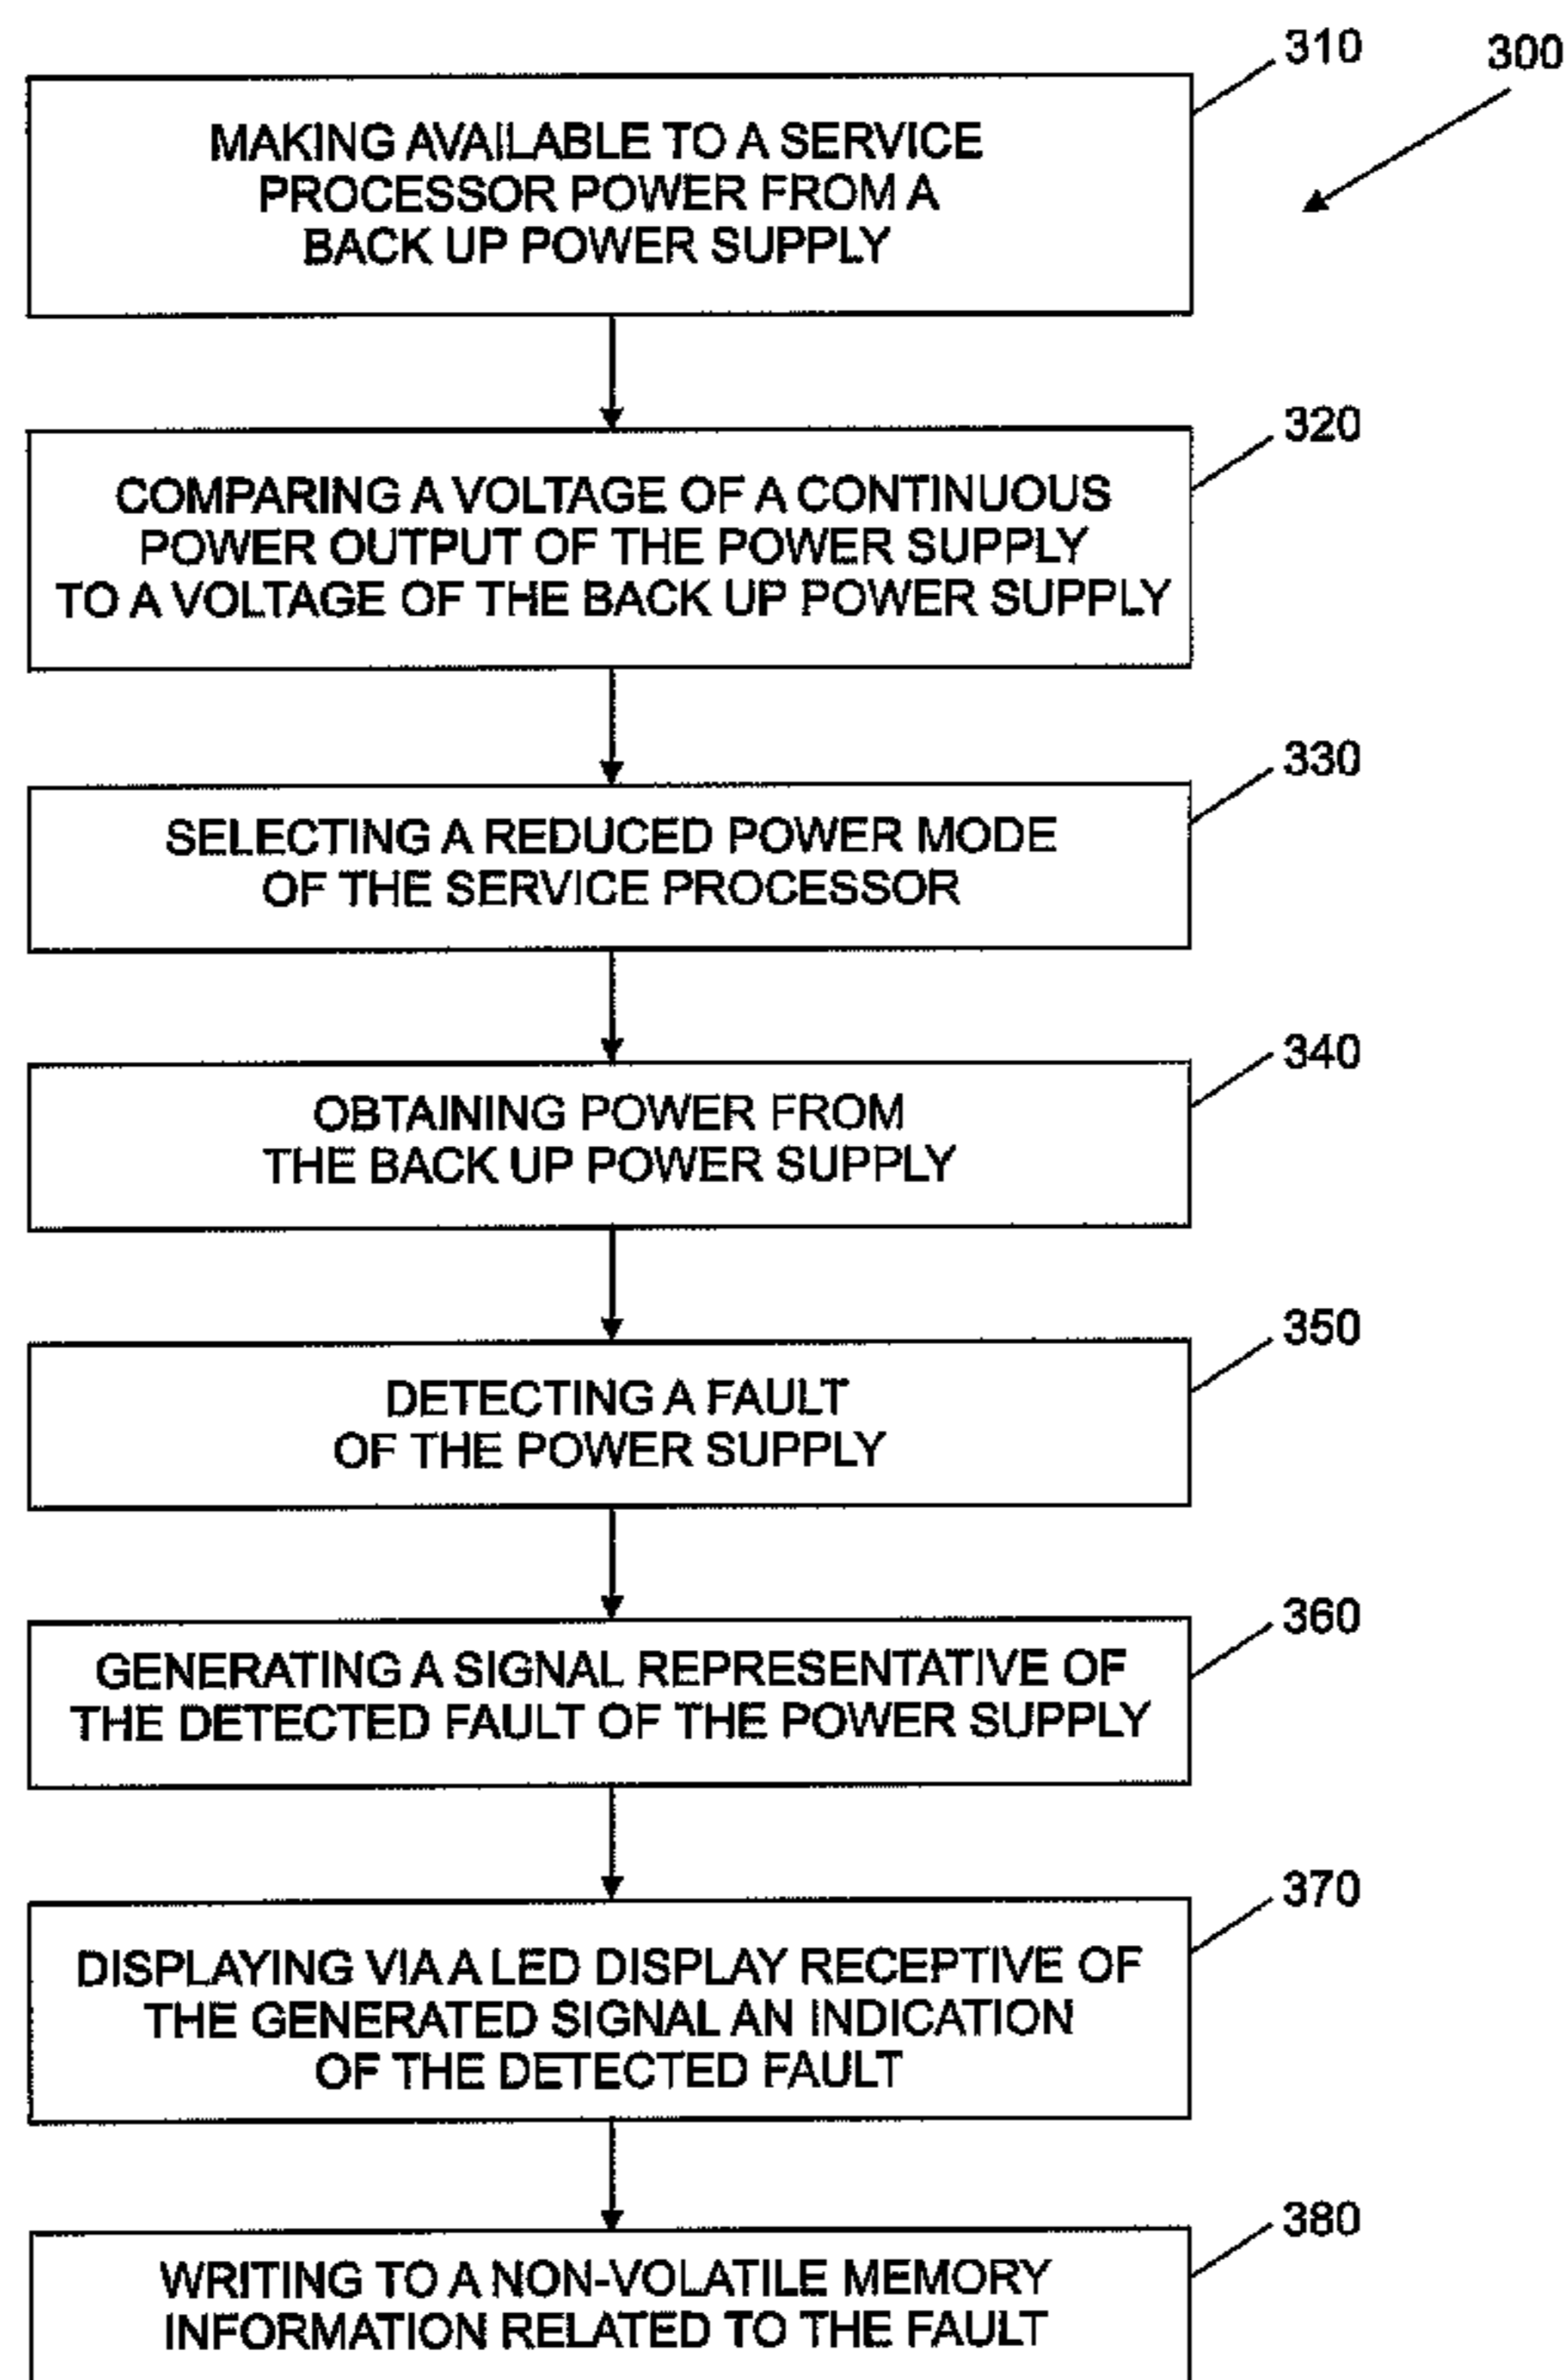 310
300
MAKING AVAILABLE TO A SERVICE
PROCESSOR POWER FROM A
BACK UP POWER SUPPLY
320
COMPARING A VOLTAGE OF A CONTINUOUS
POWER OUTPUT OF THE POWER SUPPLY
TO A VOLTAGE OF THE BACK UP POWER SUPPLY
330
SELECTING A REDUCED POWER MODE
OF THE SERVICE PROCESSOR
340
OBTAINING POWER FROM
THE BACK UP POWER SUPPLY
350
DETECTING A FAULT
OF THE POWER SUPPLY
360
GENERATING A SIGNAL REPRESENTATIVE OF
THE DETECTED FAULT OF THE POWER SUPPLY
370
DISPLAYING VIA A LED DISPLAY RECEPTIVE OF
THE GENERATED SIGNAL AN INDICATION
OF THE DETECTED FAULT
380
WRITING TO A NON-VOLATILE MEMORY
INFORMATION RELATED TO THE FAULT